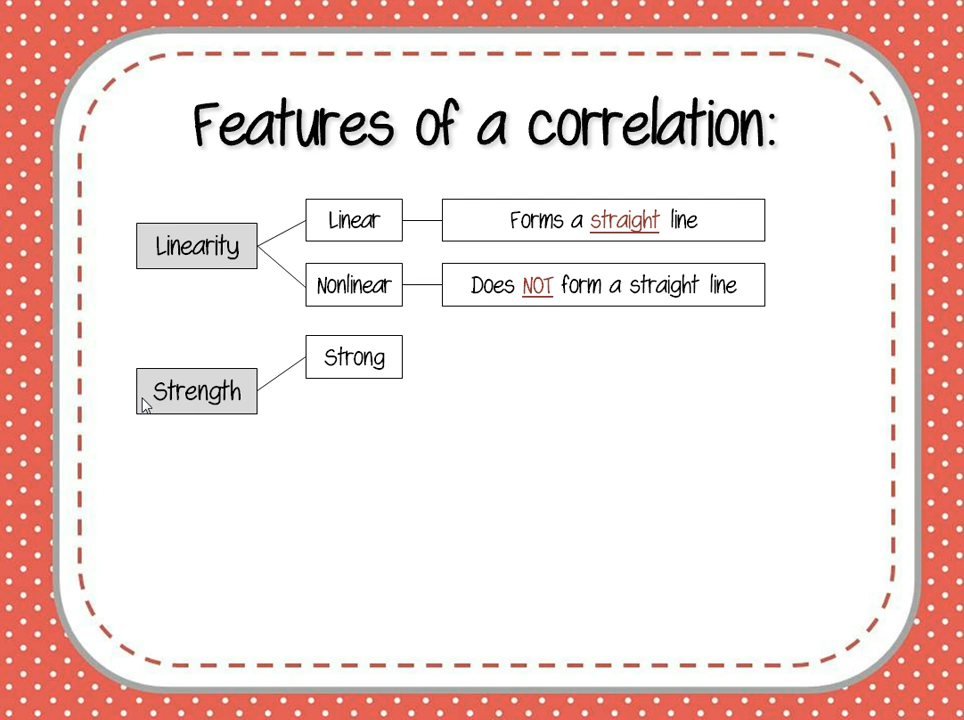 Features of a correlation:
Linearity
Linear
Forms a straight line
Nonlinear
Does NOT form a straight line
Strength
Strong